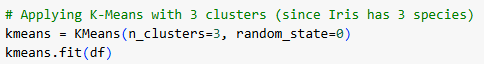 # Applying K-Means with 3 clusters (since Iris has 3 species)
kmeans = KMeans(n_clusters=3, random_state=0)
kmeans.fit(df)